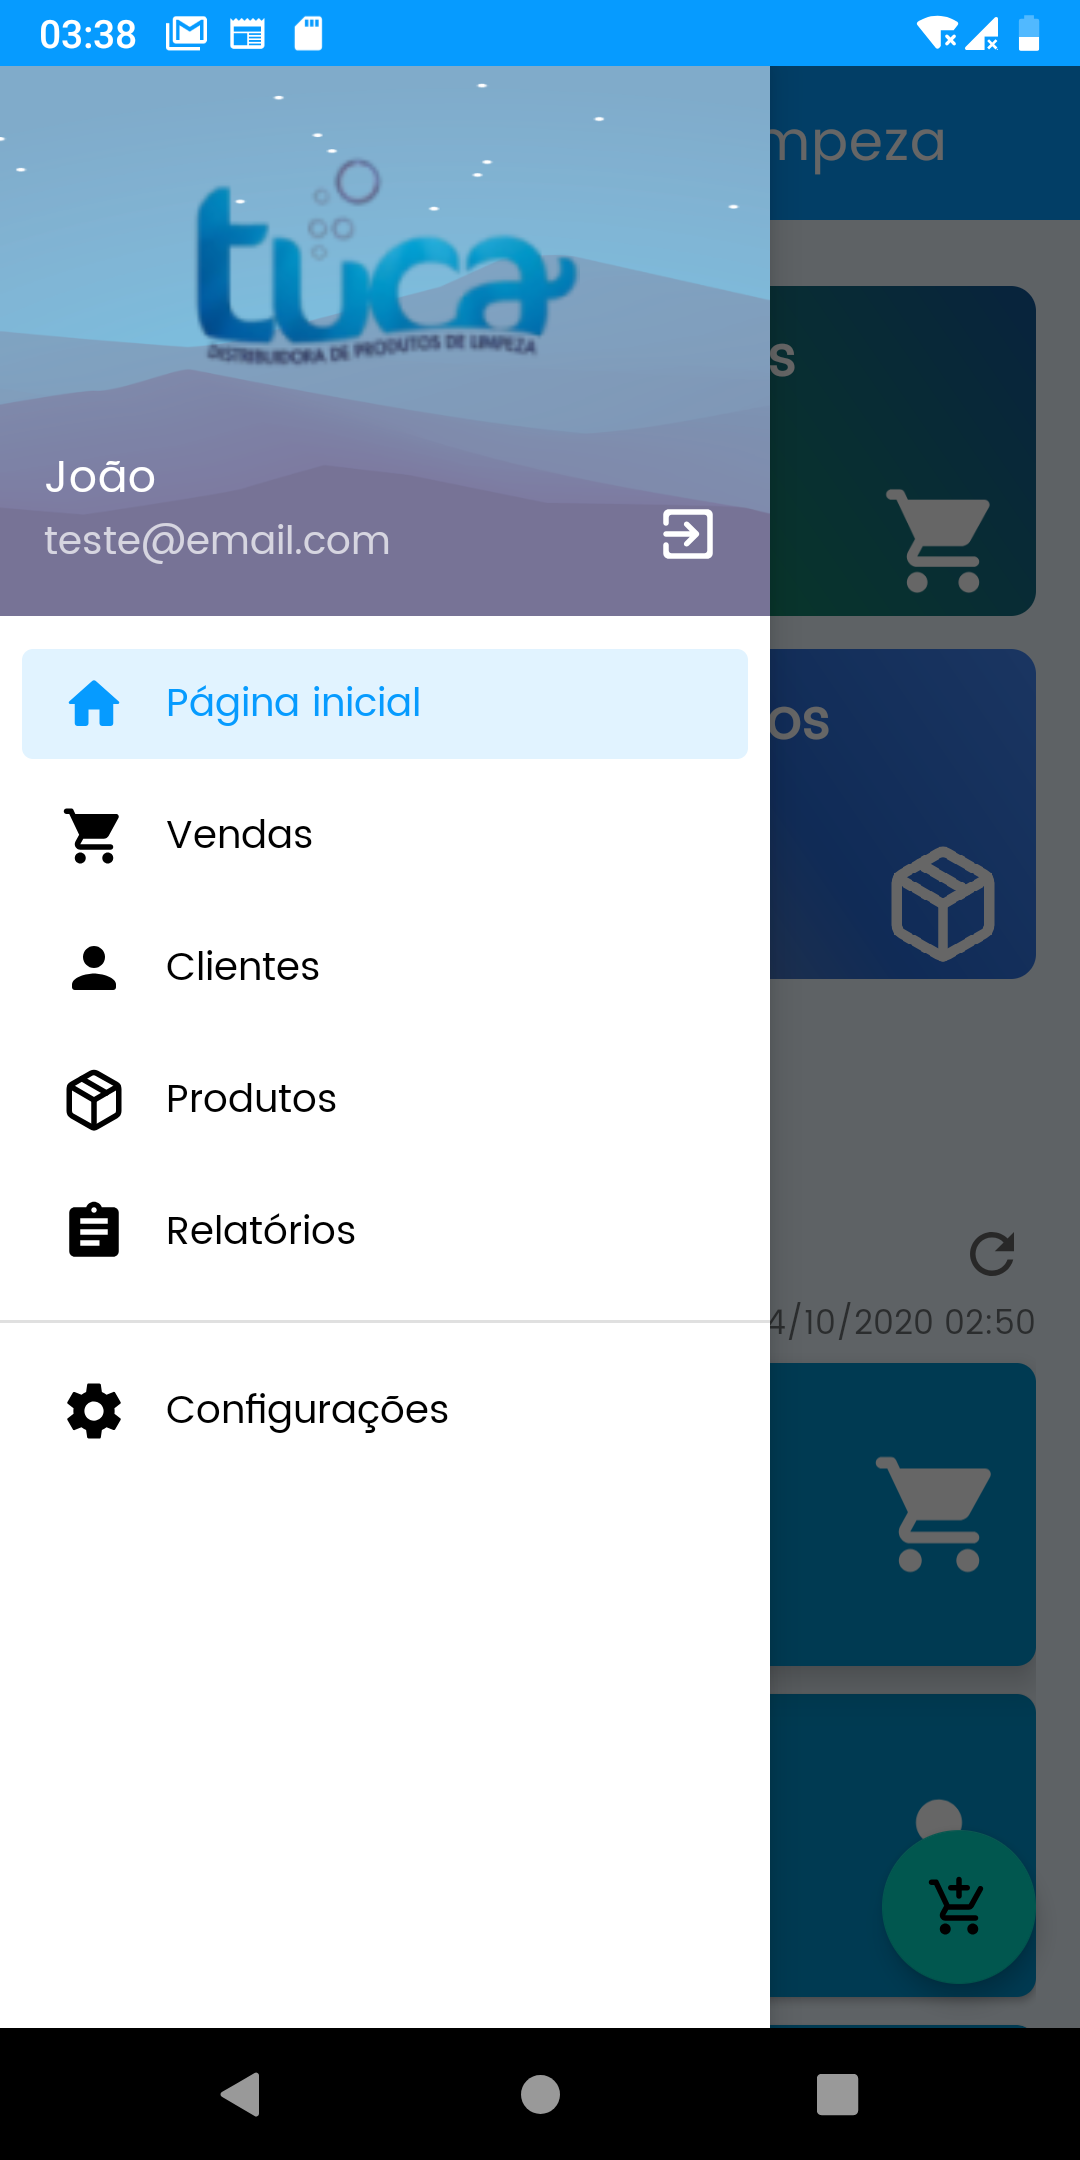 03:38
mpeza
tuca
DISTRIBUIDORA DE PRODUTOS DE LIMPEZA
s
João
teste@email.com
Página inicial
os
Vendas
Clientes
Produtos
Relatórios
4/10/2020 02:50
Configurações